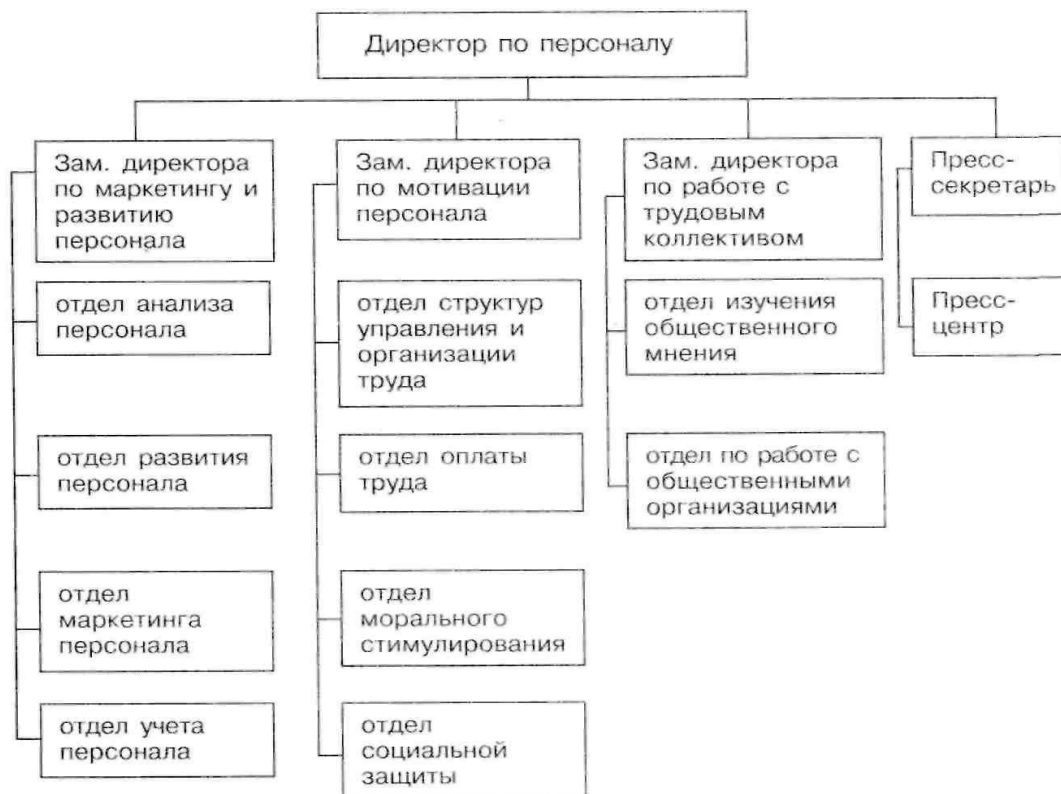 Директор по персоналу
Зам. директора
по маркетингу и
развитию
персонала
отдел анализа
персонала
отдел развития
персонала
отдел
маркетинга
персонала
отдел учета
персонала
Зам. директора
по мотивации
персонала
отдел структур
управления и
организации
труда
отдел оплаты
труда
отдел
морального
стимулирования
отдел
социальной
защиты
Зам. директора
по работе с
трудовым
коллективом
отдел изучения
общественного
мнения
отдел по работе с
общественными
организациями
Пресс-
секретарь
Пресс-
центр